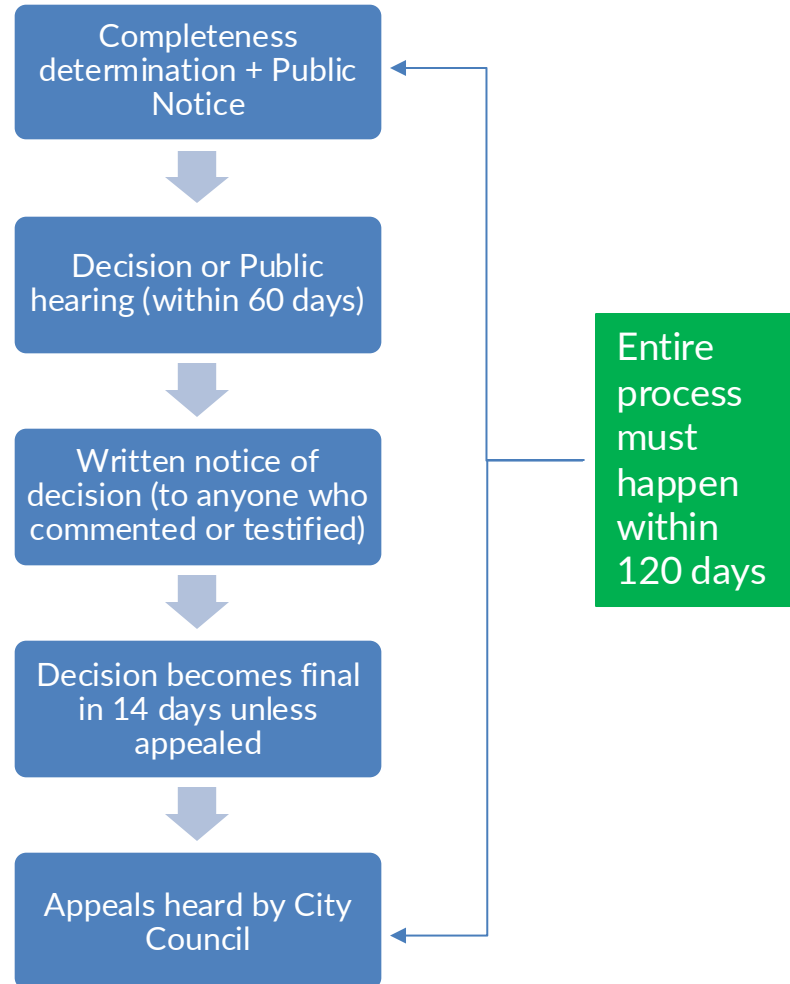 Completeness
determination + Public
Notice
Decision or Public
hearing (within 60 days)
Written notice of
decision (to anyone who
commented or testified)
Decision becomes final
in 14 days unless
appealed
Appeals heard by City
Council
Entire
process
must
happen
within
120 days